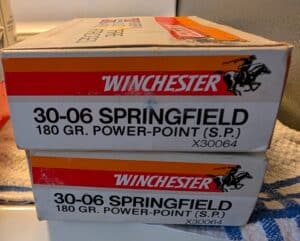 WINCHESTER
30-06 SPRINGFIELD
180 GR. POWER-POINT (S.P.)
X30064
WINCHESTER
30-06 SPRINGFIELD
180 GR. POWER-POINT (S.P.)
X30064